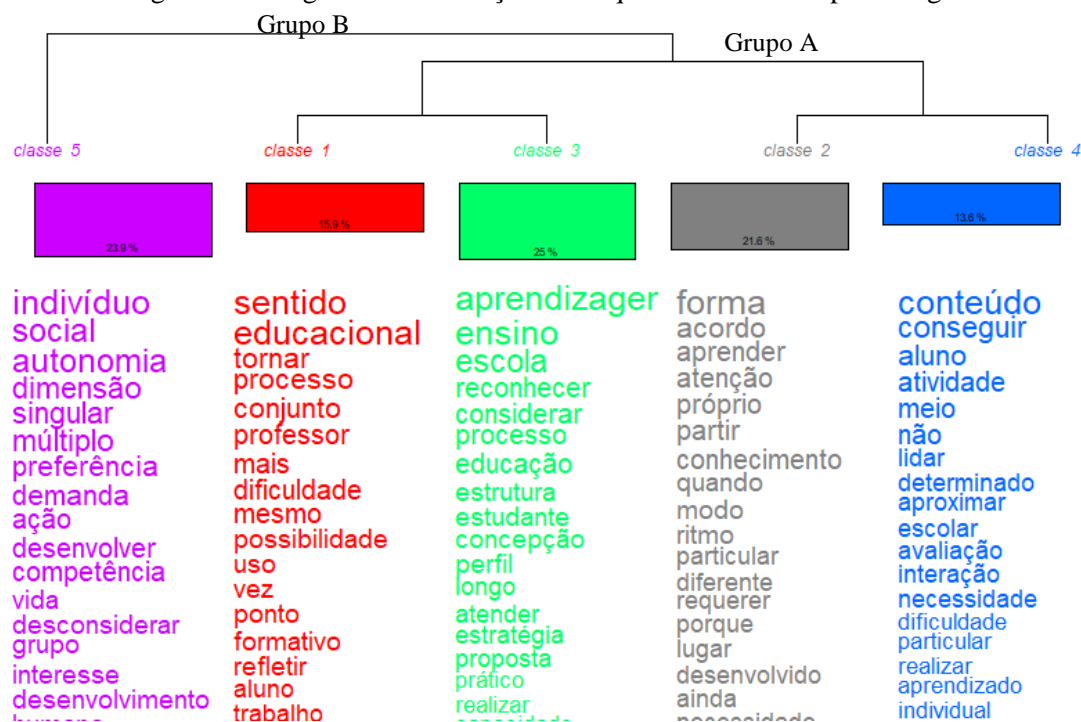 Grupo B
Grupo A
classe 5
classe 1
classe 3
classe 2
classe 4
23.9 %
15.9 %
25 %
21.6 %
13.6 %
indivíduo
social
autonomia
dimensão
singular
múltiplo
preferência
demanda
ação
desenvolver
competência
vida
desconsiderar
grupo
interesse
desenvolvimento
sentido
educacional
tornar
processo
conjunto
professor
mais
dificuldade
mesmo
possibilidade
uso
vez
ponto
formativo
refletir
aluno
trabalho
aprendizager
ensino
escola
reconhecer
considerar
processo
educação
estrutura
estudante
concepção
perfil
longo
atender
estratégia
proposta
prático
realizar
forma
acordo
aprender
atenção
próprio
partir
conhecimento
quando
modo
ritmo
particular
diferente
requerer
porque
lugar
desenvolvido
ainda
conteúdo
conseguir
aluno
atividade
meio
não
lidar
determinado
aproximar
escolar
avaliação
interação
necessidade
dificuldade
particular
realizar
aprendizado
individual